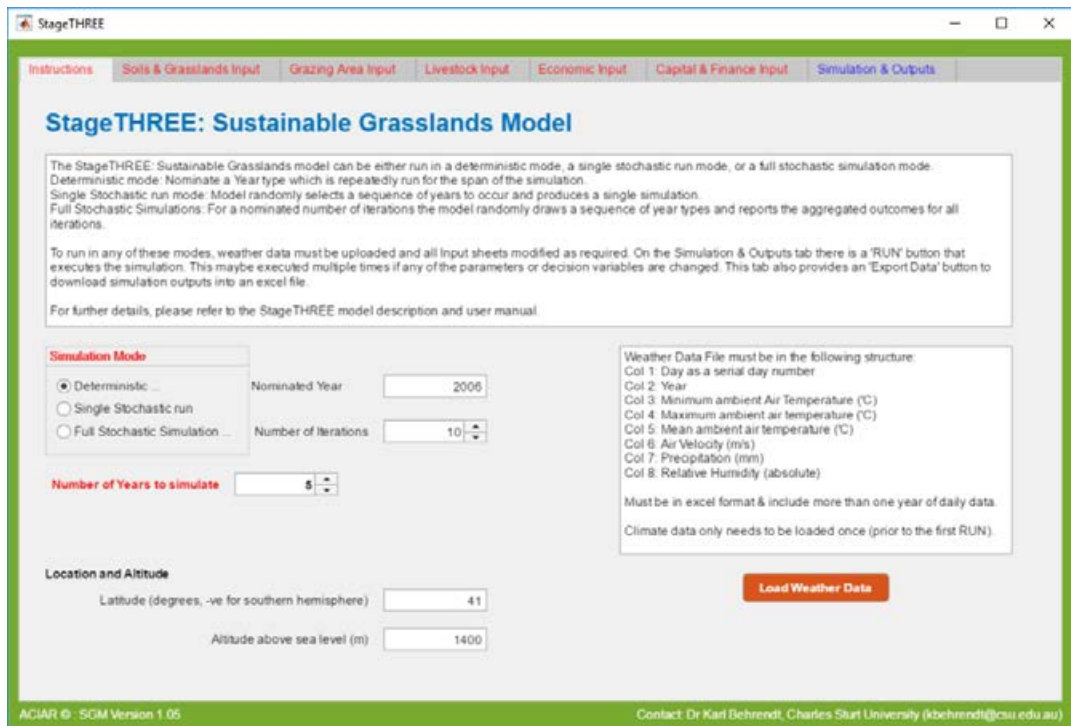 StageTHREE
Instructions Soils & Grasslands Input Grazing Area Input Livestock Input Economic Input Capital & Finance Input Simulation & Outputs
StageTHREE: Sustainable Grasslands Model
The StageTHREE: Sustainable Grasslands model can be either run in a deterministic mode, a single stochastic run mode, or a full stochastic simulation mode.
Deterministic mode: Nominate a Year type which is repeatedly run for the span of the simulation.
Single Stochastic run mode: Model randomly selects a sequence of years to occur and produces a single simulation.
Full Stochastic Simulations: For a nominated number of iterations the model randomly draws a sequence of year types and reports the aggregated outcomes for all
iterations.
To run in any of these modes, weather data must be uploaded and all Input sheets modified as required. On the Simulation & Outputs tab there is a 'RUN' button that
executes the simulation. This maybe executed multiple times if any of the parameters or decision variables are changed. This tab also provides an 'Export Data' button to
download simulation outputs into an excel file.
For further details, please refer to the StageTHREE model description and user manual.
Simulation Mode
Deterministic ...
Single Stochastic run
Full Stochastic Simulation ...
Nominated Year 2006
Number of Iterations 10
Number of Years to simulate 5
Weather Data File must be in the following structure:
Col 1: Day as a serial day number
Col 2: Year
Col 3: Minimum ambient Air Temperature (°C)
Col 4: Maximum ambient air temperature (°C)
Col 5: Mean ambient air temperature (°C)
Col 6: Air Velocity (m/s)
Col 7: Precipitation (mm)
Col 8: Relative Humidity (absolute)
Must be in excel format & include more than one year of daily data.
Climate data only needs to be loaded once (prior to the first RUN).
Load Weather Data
Location and Altitude
Latitude (degrees, -ve for southern hemisphere) 41
Altitude above sea level (m) 1400
ACIAR © : SGM Version 1.05
Contact: Dr Karl Behrendt, Charles Sturt University (kbehrendt@csu.edu.au)